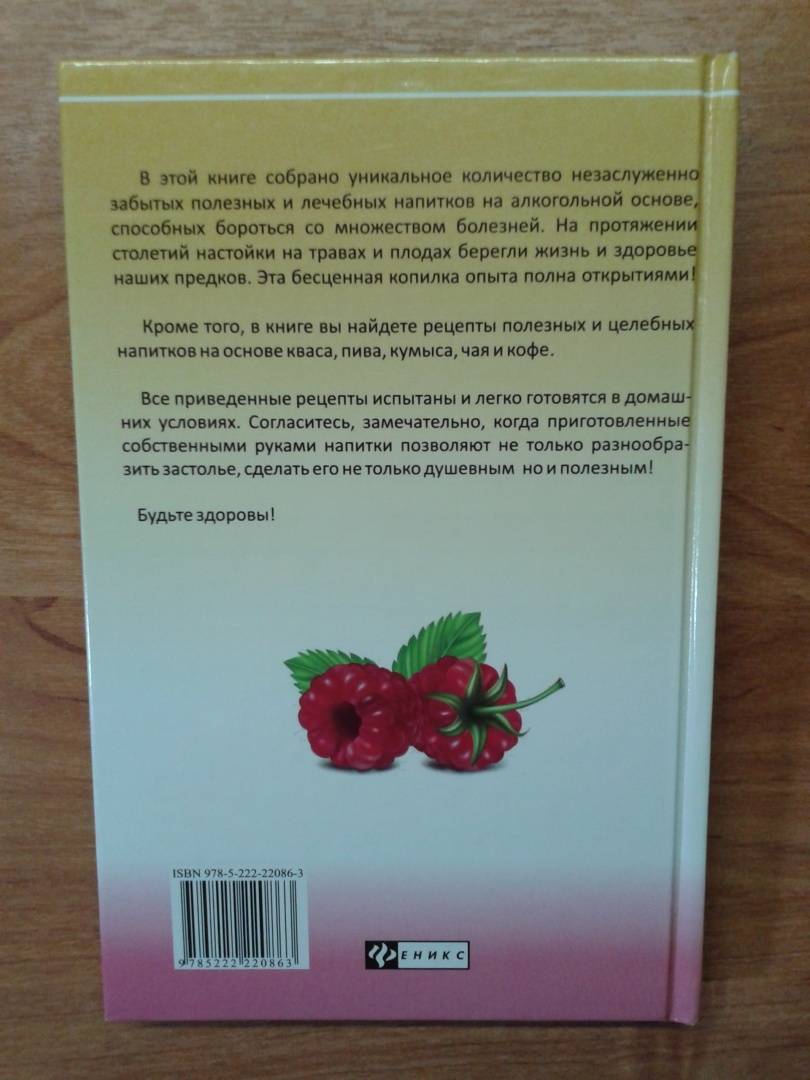 В этой книге собрано уникальное количество незаслуженно
забытых полезных и лечебных напитков на алкогольной основе,
способных бороться со множеством болезней. На протяжении
столетий настойки на травах и плодах берегли жизнь и здоровье
наших предков. Эта бесценная копилка опыта полна открытиями!
Кроме того, в книге вы найдете рецепты полезных и целебных
напитков на основе кваса, пива, кумыса, чая и кофе.
Все приведенные рецепты испытаны и легко готовятся в домаш-
них условиях. Согласитесь, замечательно, когда приготовленные
собственными руками напитки позволяют не только разнообра-
зить застолье, сделать его не только душевным но и полезным!
Будьте здоровы!
ISBN 978-5-222-22086-3
9 785222 220863
ФЕНИКС